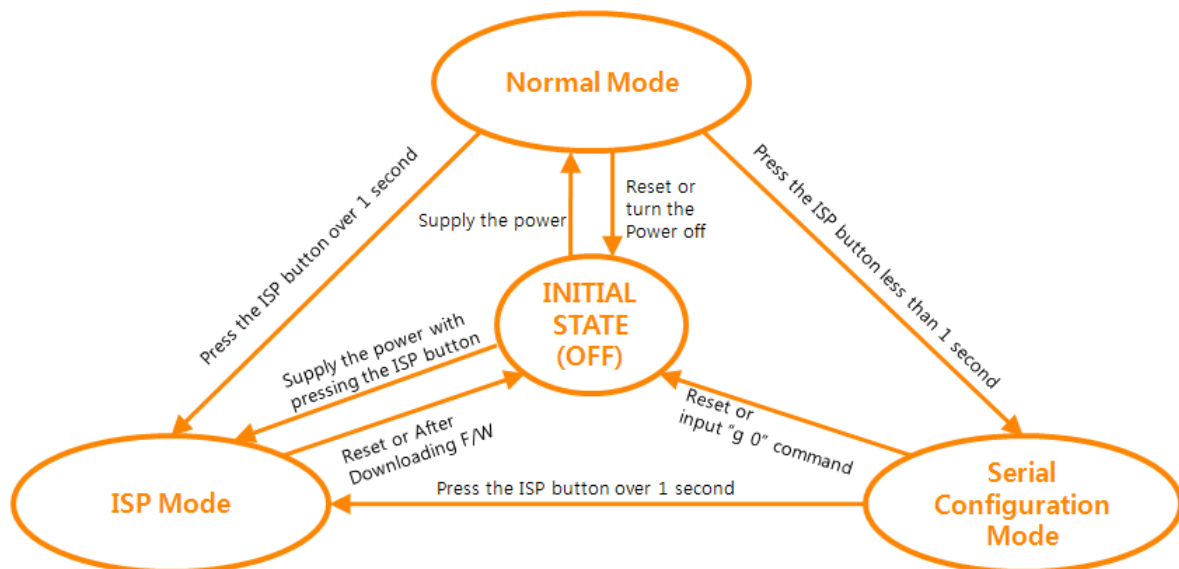 Normal Mode
Press the ISP button over 1 second
Supply the power
Reset or
turn the
Power off
Press the ISP button less than 1 second
INITIAL
STATE
(OFF)
Supply the power with
pressing the ISP button
Reset or After
Downloading F/W
Reset or
input “g 0” command
Press the ISP button over 1 second
ISP Mode
Serial
Configuration
Mode